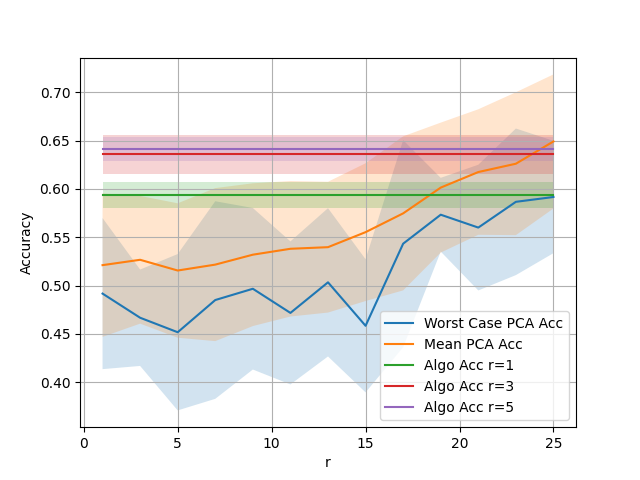 0.70
0.65
0.60
0.55
0.50
0.45
0.40
Accuracy
Worst Case PCA Acc
Mean PCA Acc
Algo Acc r=1
Algo Acc r=3
Algo Acc r=5
0 5 10 15 20 25
r